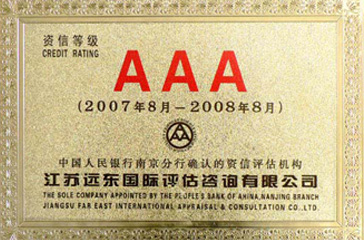 资信等级
CREDIT RATING
AAA
(2007年8月—2008年8月)
AAA
中国人民银行南京分行确认的资信评估机构
江苏远东国际评估咨询有限公司
THE SOLE COMPANY APPOINTED BY THE PEOPLE'S BANK OF AHINA,NANJING BRANCH
JIANGSU FAR EAST INTERNATIONAL APPRAISAL & CONSULTATION CO.,LTD.